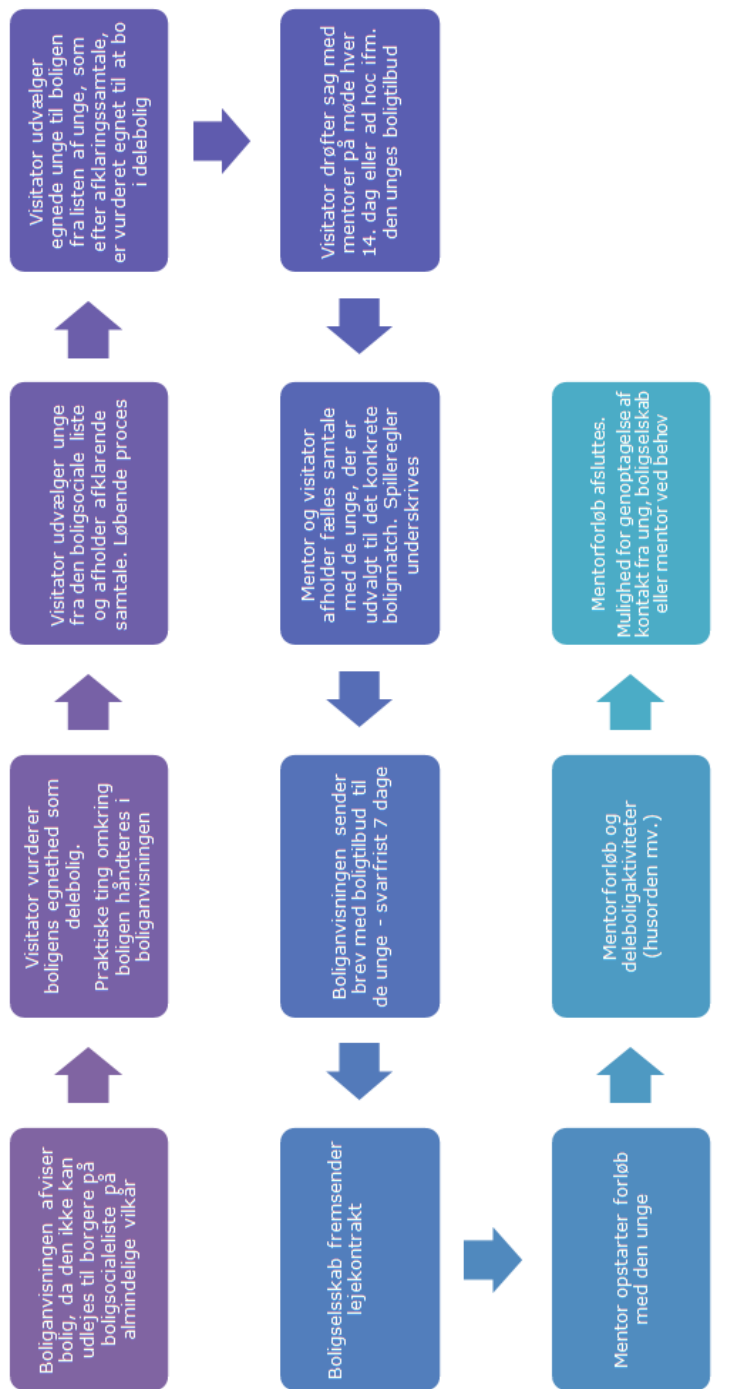 Boliganvisningen afviser
bolig, da den ikke kan
udlejes til borgere på
boligsocialeliste på
almindelige vilkår
Visitator vurderer
boligens egnethed som
delebolig.
Praktiske ting omkring
boligen håndteres i
boliganvisningen
Visitator udvælger unge
fra den boligsociale liste
og afholder afklarende
samtale. Løbende proces
Visitator udvælger
egnede unge til boligen
fra listen af unge, som
efter afklaringssamtale,
er vurderet egnet til at bo
i delebolig
Visitator drøfter sag med
mentorer på møde hver
14. dag eller ad hoc ifm.
den unges boligtilbud
Mentor og visitator
afholder fælles samtale
med de unge, der er
udvalgt til det konkrete
boligmatch. Spilleregler
underskrives
Boliganvisningen sender
brev med boligtilbud til
de unge - svarfrist 7 dage
Boligselsskab fremsender
lejekontrakt
Mentor opstarter forløb
med den unge
Mentorforløb og
deleboligaktiviteter
(husorden mv.)
Mentorforløb afsluttes.
Mulighed for genoptagelse af
kontakt fra ung, boligselskab
eller mentor ved behov